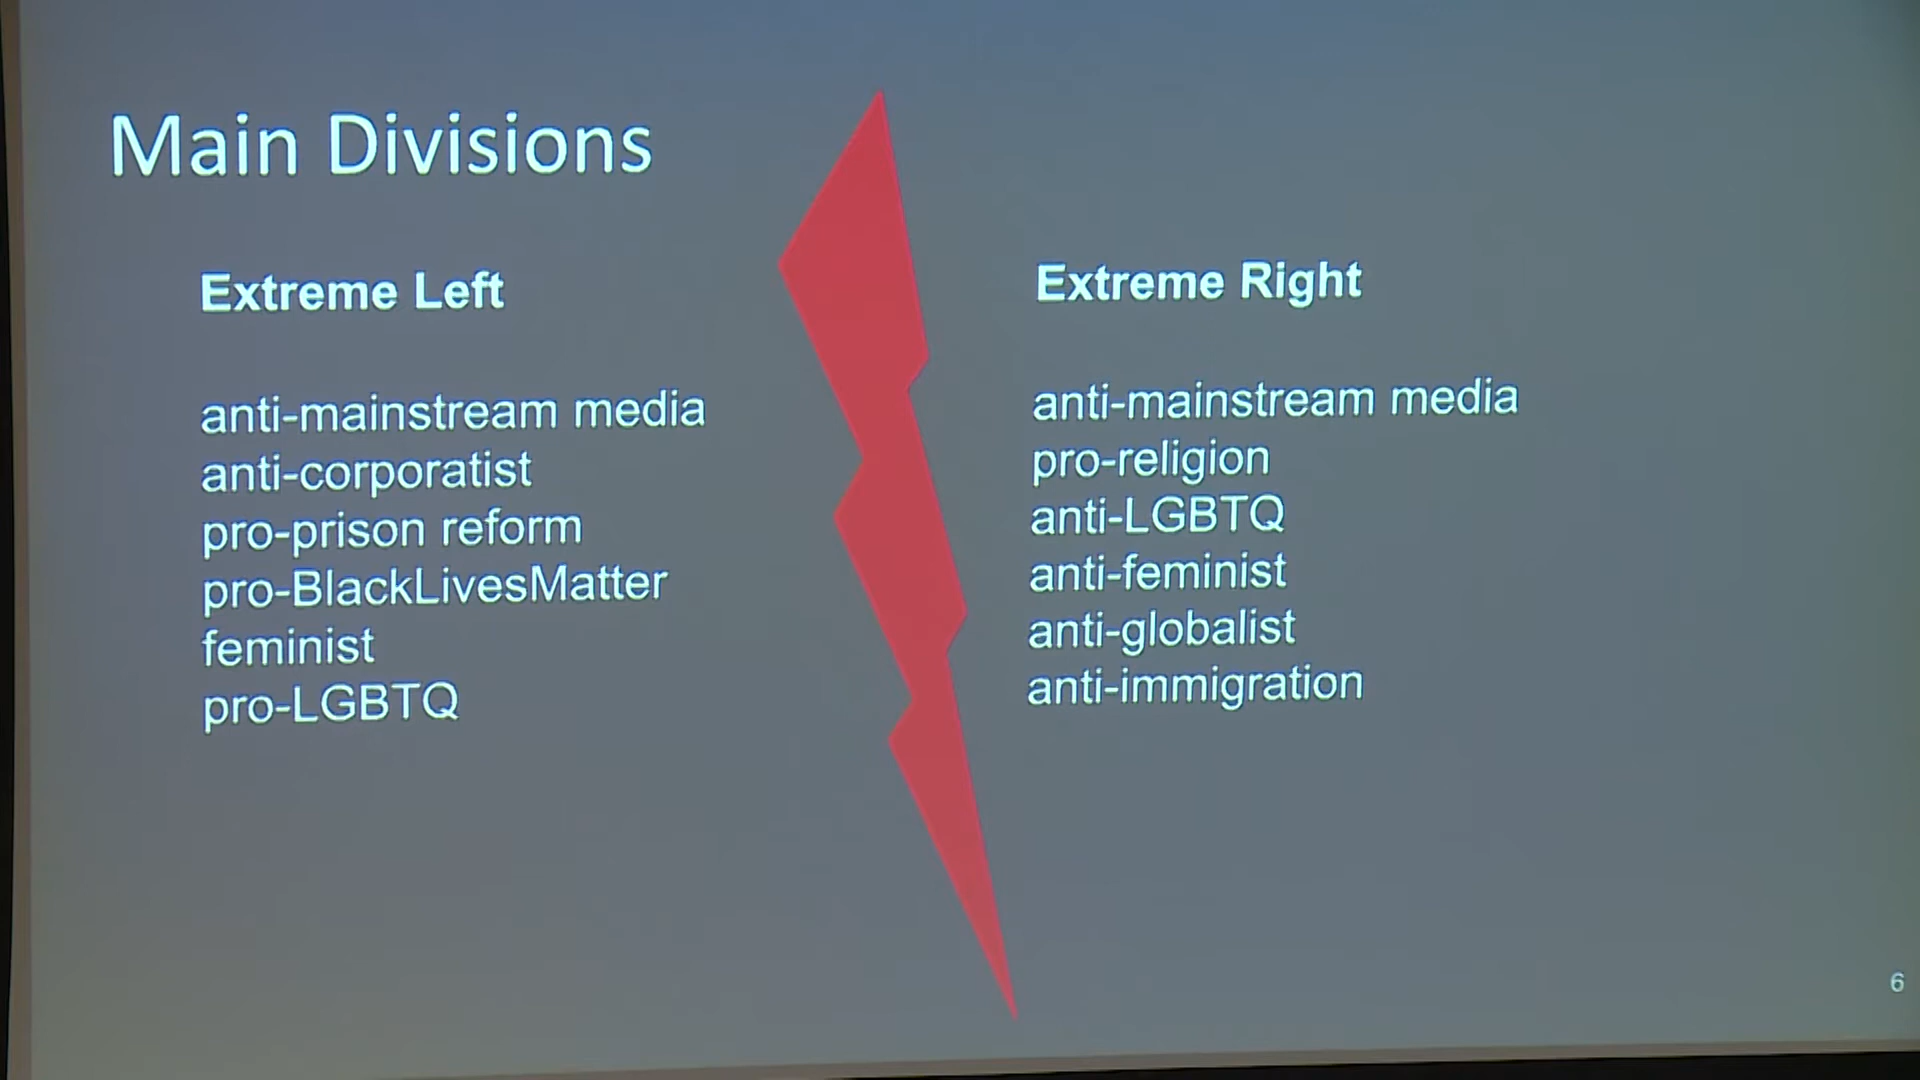 Main Divisions
Extreme Left
anti-mainstream media
anti-corporatist
pro-prison reform
pro-BlackLivesMatter
feminist
pro-LGBTQ
Extreme Right
anti-mainstream media
pro-religion
anti-LGBTQ
anti-feminist
anti-globalist
anti-immigration
6